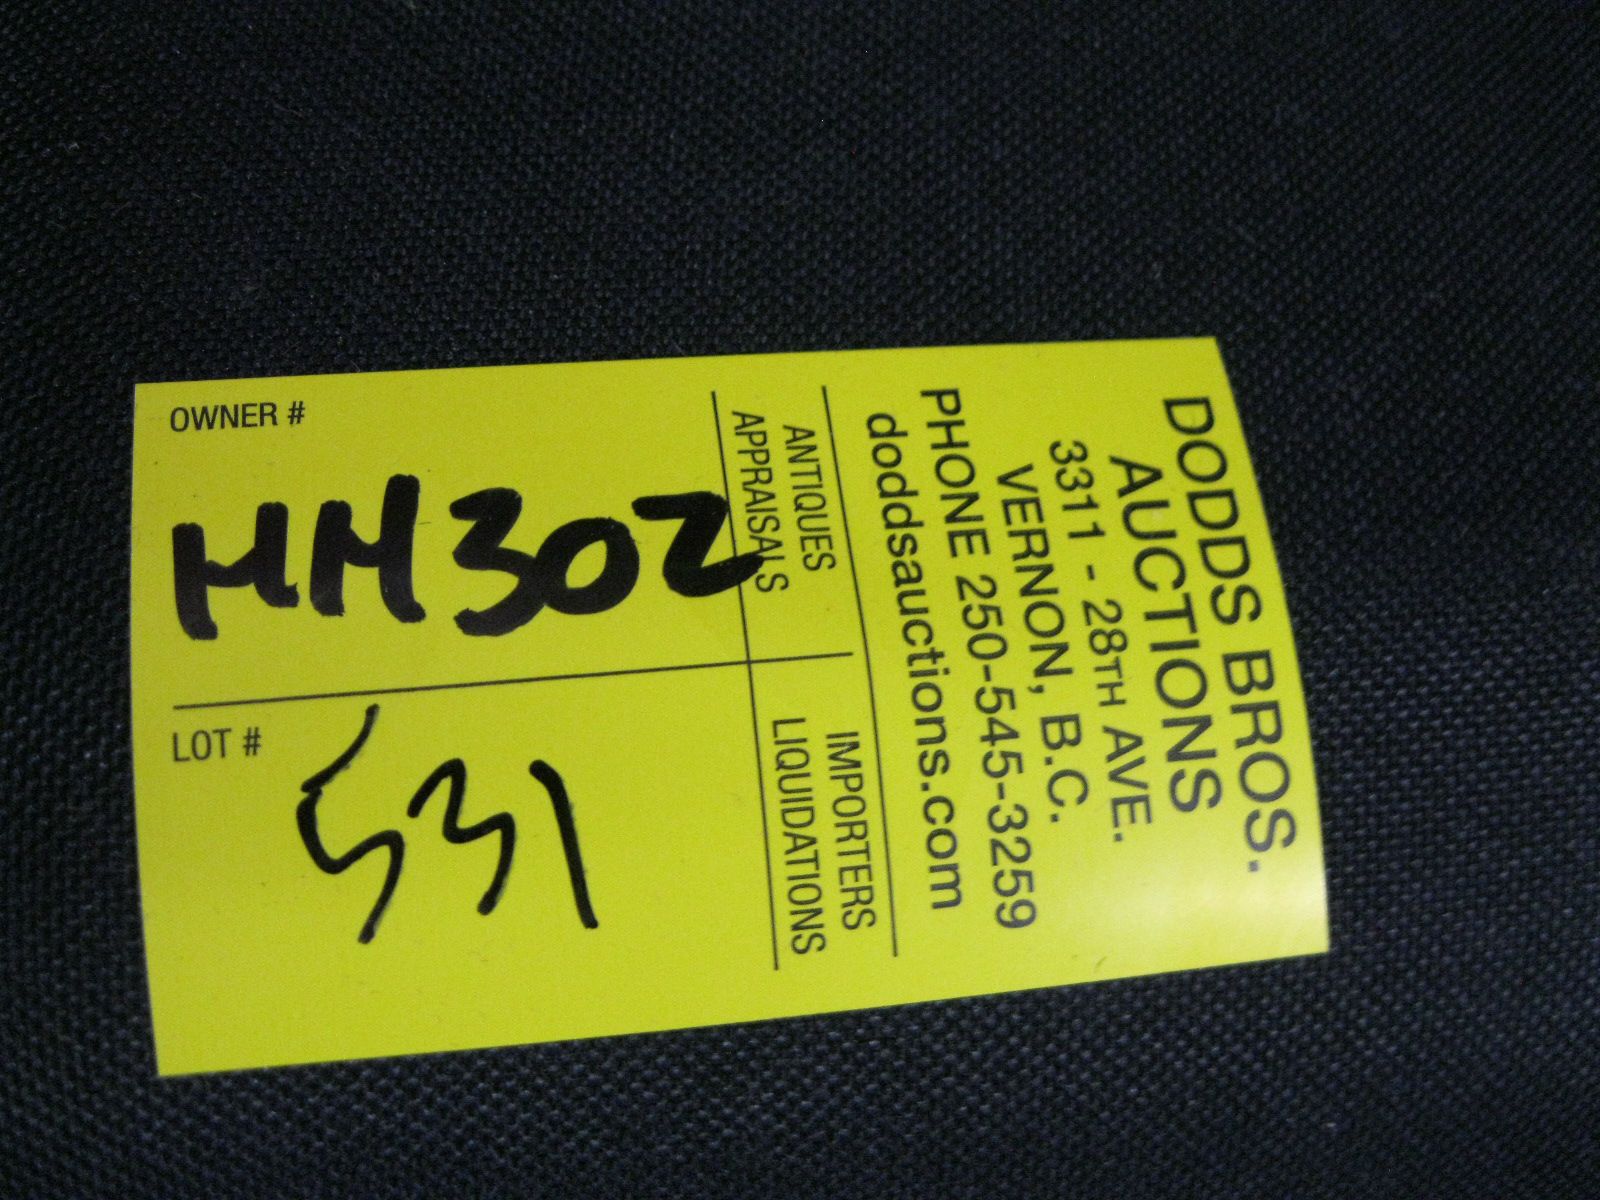 OWNER #
HH302
LOT #
531
ANTIQUES
APPRAISALS
IMPORTERS
LIQUIDATIONS
DODDS BROS.
AUCTIONS
3311 - 28TH AVE.
VERNON, B.C.
PHONE 250-545-3259
doddsauctions.com